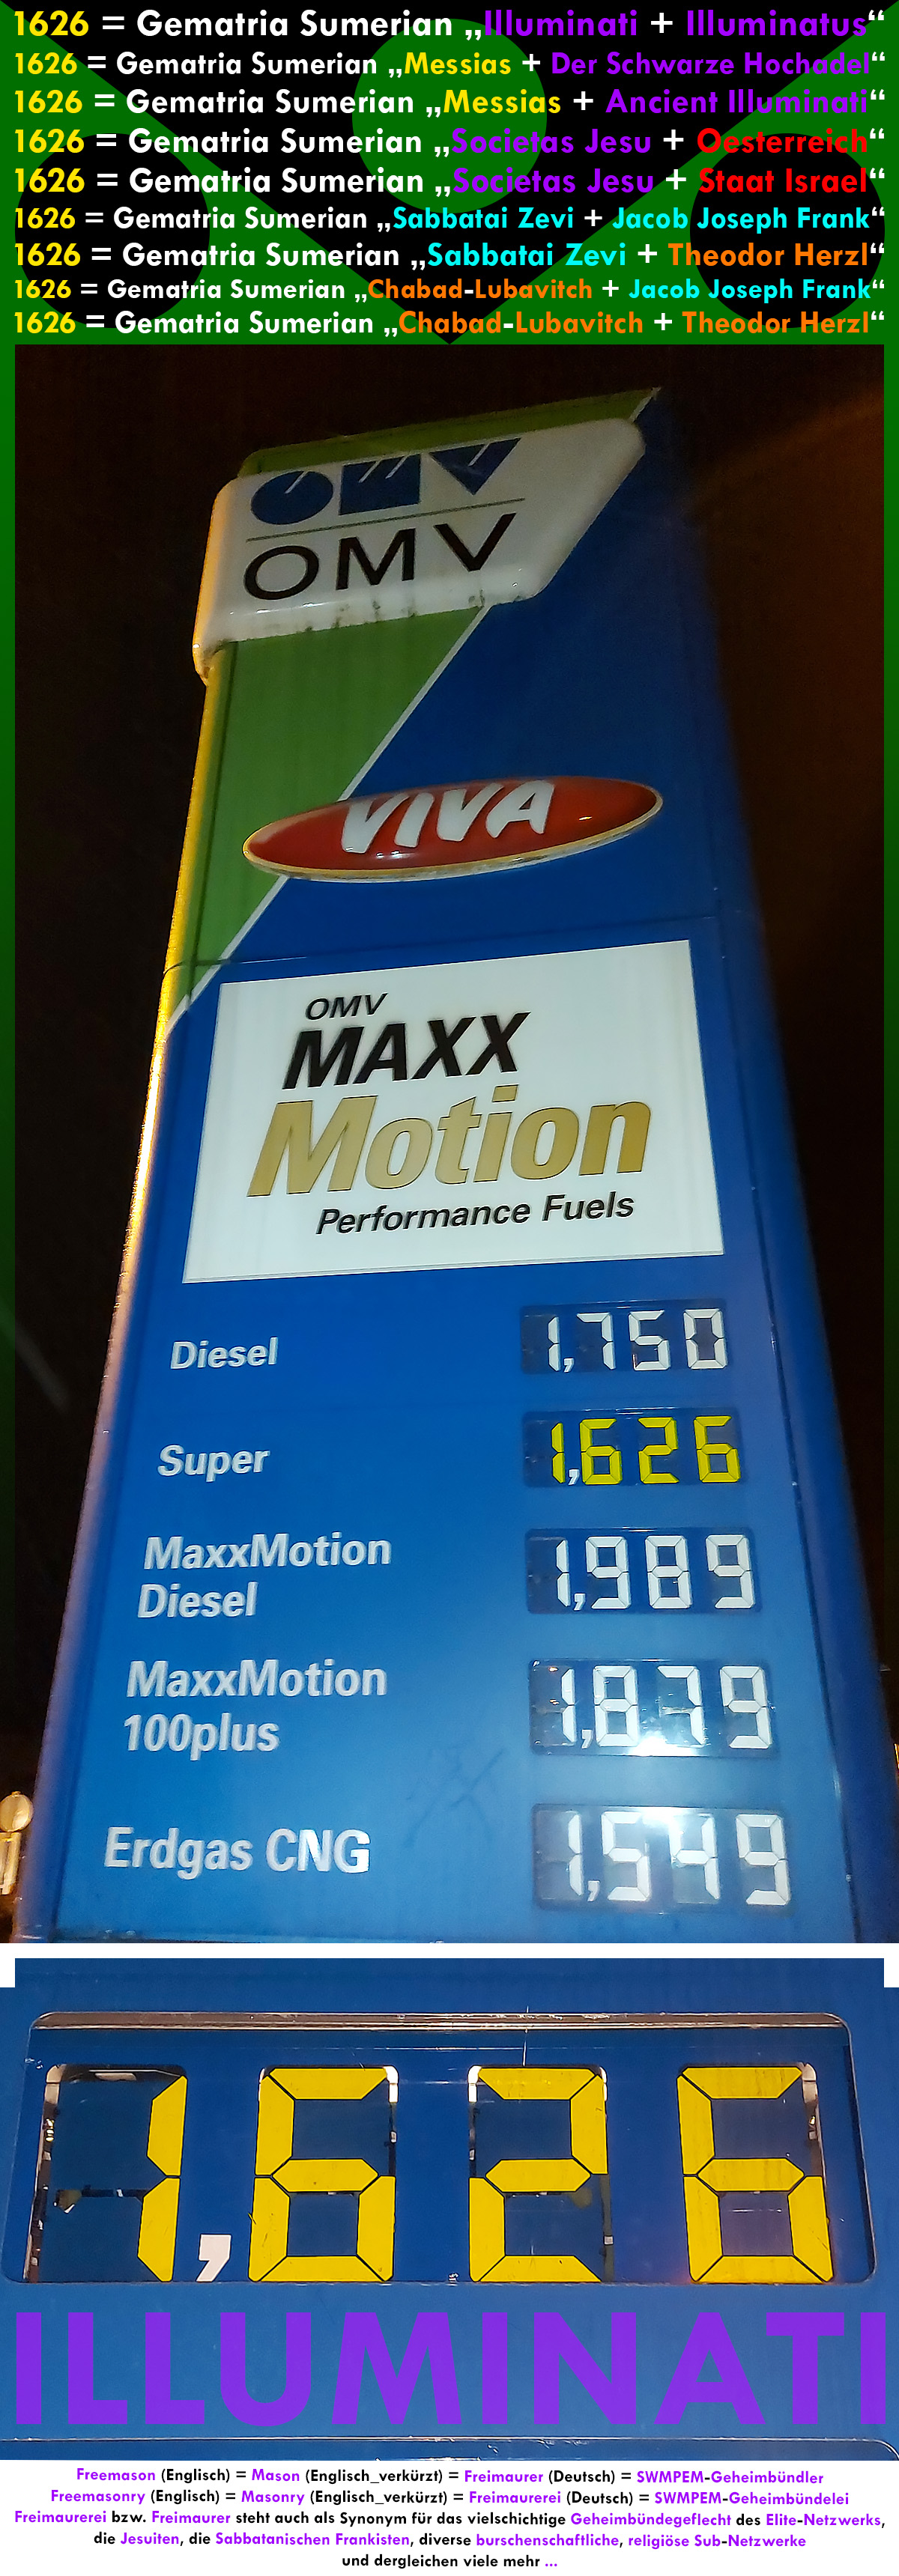 1626 = Gematria Sumerian „Illuminati + Illuminatus“
1626 = Gematria Sumerian „Messias + Der Schwarze Hochadel“
1626 = Gematria Sumerian „Messias + Ancient Illuminati“
1626 = Gematria Sumerian „Societas Jesu + Oesterreich“
1626 = Gematria Sumerian „Societas Jesu + Staat Israel“
1626 = Gematria Sumerian „Sabbatai Zevi + Jacob Joseph Frank“
1626 = Gematria Sumerian „Sabbatai Zevi + Theodor Herzl“
1626 = Gematria Sumerian „Chabad-Lubavitch + Jacob Joseph Frank“
1626 = Gematria Sumerian „Chabad-Lubavitch + Theodor Herzl“
OMV
OMV
VIVA
OMV
MAXX
Motion
Performance Fuels
Diesel 1,750
Super 1,626
MaxxMotion
Diesel 1,989
MaxxMotion
100plus 1,879
Erdgas CNG 1,549
1,626
ILLUMINATI
Freemason (Englisch) = Mason (Englisch_verkürzt) = Freimaurer (Deutsch) = SWMPEM-Geheimbündler
Freemasonry (Englisch) = Masonry (Englisch_verkürzt) = Freimaurerei (Deutsch) = SWMPEM-Geheimbündelei
Freimaurerei bzw. Freimaurer steht auch als Synonym für das vielschichtige Geheimbündegeflecht des Elite-Netzwerks,
die Jesuiten, die Sabbatanischen Frankisten, diverse burschenschaftliche, religiöse Sub-Netzwerke
und dergleichen viele mehr ...